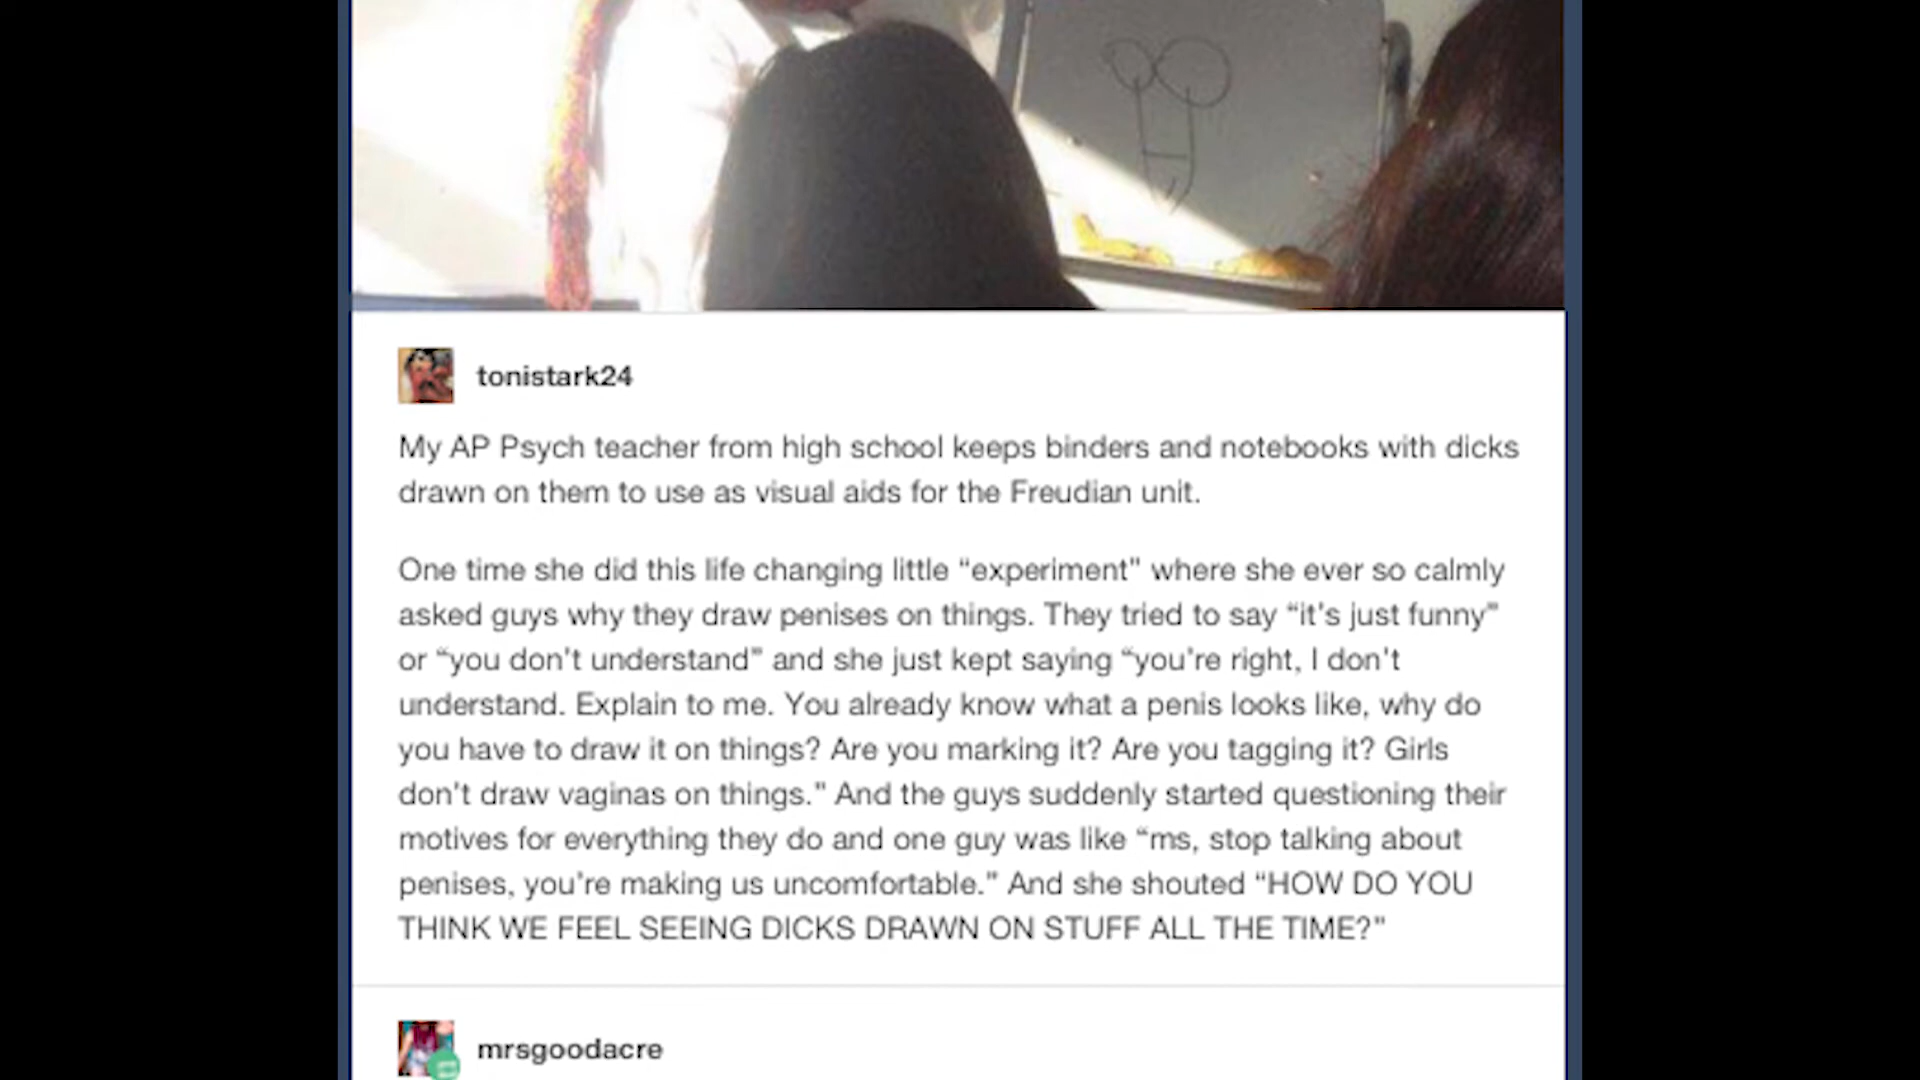 tonistark24
My AP Psych teacher from high school keeps binders and notebooks with dicks
drawn on them to use as visual aids for the Freudian unit.
One time she did this life changing little “experiment” where she ever so calmly
asked guys why they draw penises on things. They tried to say “it's just funny”
or “you don't understand” and she just kept saying “you're right, I don't
understand. Explain to me. You already know what a penis looks like, why do
you have to draw it on things? Are you marking it? Are you tagging it? Girls
don't draw vaginas on things.” And the guys suddenly started questioning their
motives for everything they do and one guy was like “ms, stop talking about
penises, you're making us uncomfortable.” And she shouted “HOW DO YOU
THINK WE FEEL SEEING DICKS DRAWN ON STUFF ALL THE TIME?”
mrsgoodacre